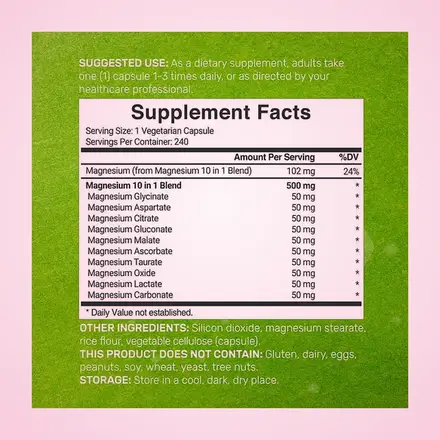 SUGGESTED USE: As a dietary supplement, adults take
one (1) capsule 1-3 times daily, or as directed by your
healthcare professional.
Supplement Facts
Serving Size: 1 Vegetarian Capsule
Servings Per Container: 240
Amount Per Serving %DV
Magnesium (from Magnesium 10 in 1 Blend) 102 mg 24%
Magnesium 10 in 1 Blend 500 mg *
Magnesium Glycinate 50 mg *
Magnesium Aspartate 50 mg *
Magnesium Citrate 50 mg *
Magnesium Gluconate 50 mg *
Magnesium Malate 50 mg *
Magnesium Ascorbate 50 mg *
Magnesium Taurate 50 mg *
Magnesium Oxide 50 mg *
Magnesium Lactate 50 mg *
Magnesium Carbonate 50 mg *
* Daily Value not established.
OTHER INGREDIENTS: Silicon dioxide, magnesium stearate,
rice flour, vegetable cellulose (capsule).
THIS PRODUCT DOES NOT CONTAIN: Gluten, dairy, eggs,
peanuts, soy, wheat, yeast, tree nuts.
STORAGE: Store in a cool, dark, dry place.